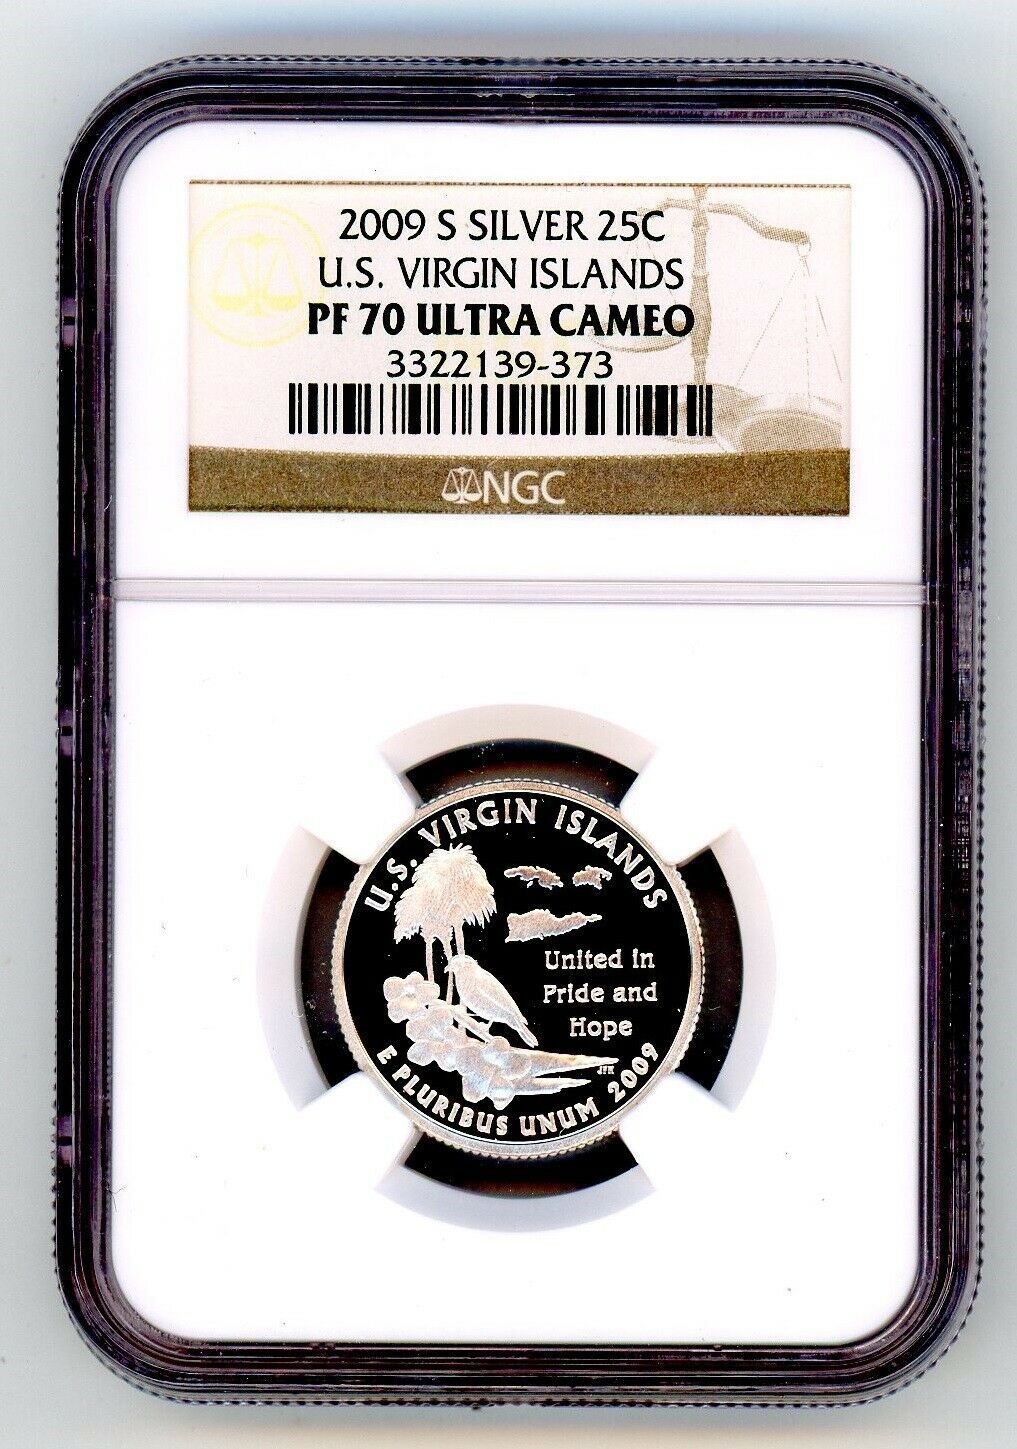 2009 S SILVER 25C
U.S. VIRGIN ISLANDS
PF 70 ULTRA CAMEO
3322139-373
NGC
U.S. VIRGIN ISLANDS
United in
Pride and
Hope
JFM
E PLURIBUS UNUM 2009